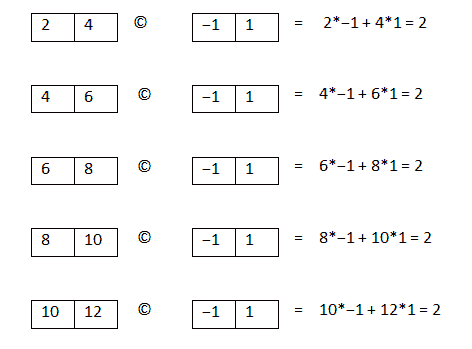 2 4 © –1 1 = 2*–1 + 4*1 = 2
4 6 © –1 1 = 4*–1 + 6*1 = 2
6 8 © –1 1 = 6*–1 + 8*1 = 2
8 10 © –1 1 = 8*–1 + 10*1 = 2
10 12 © –1 1 = 10*–1 + 12*1 = 2